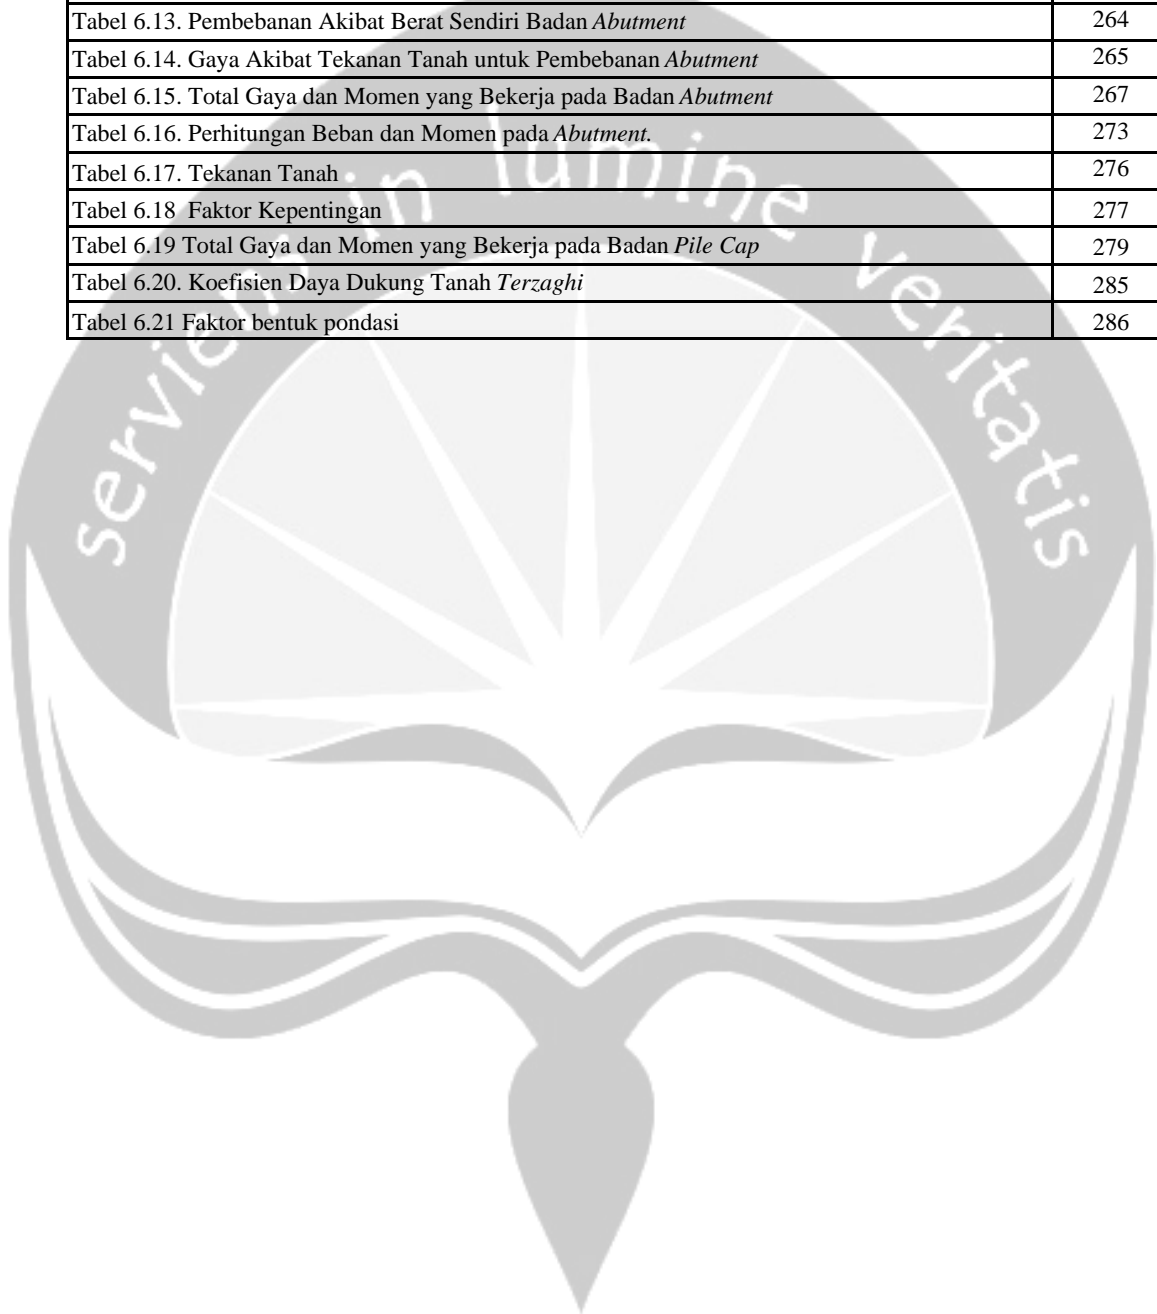 Tabel 6.13. Pembebanan Akibat Berat Sendiri Badan Abutment 264
Tabel 6.14. Gaya Akibat Tekanan Tanah untuk Pembebanan Abutment 265
Tabel 6.15. Total Gaya dan Momen yang Bekerja pada Badan Abutment 267
Tabel 6.16. Perhitungan Beban dan Momen pada Abutment. 273
Tabel 6.17. Tekanan Tanah 276
Tabel 6.18 Faktor Kepentingan 277
Tabel 6.19 Total Gaya dan Momen yang Bekerja pada Badan Pile Cap 279
Tabel 6.20. Koefisien Daya Dukung Tanah Terzaghi 285
Tabel 6.21 Faktor bentuk pondasi 286
serviens in lumine veritatis